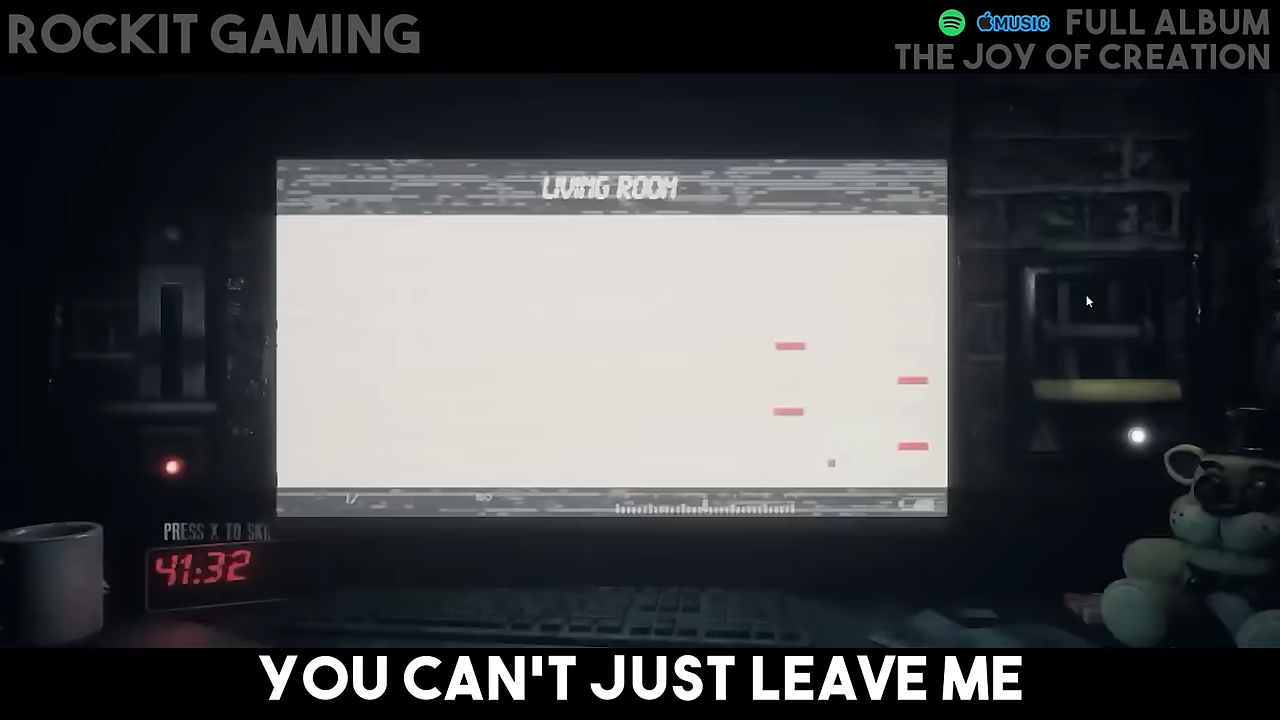 ROCKIT GAMING
MUSIC FULL ALBUM
THE JOY OF CREATION
LIVING ROOM
PRESS X TO SKI
41:32
YOU CAN'T JUST LEAVE ME